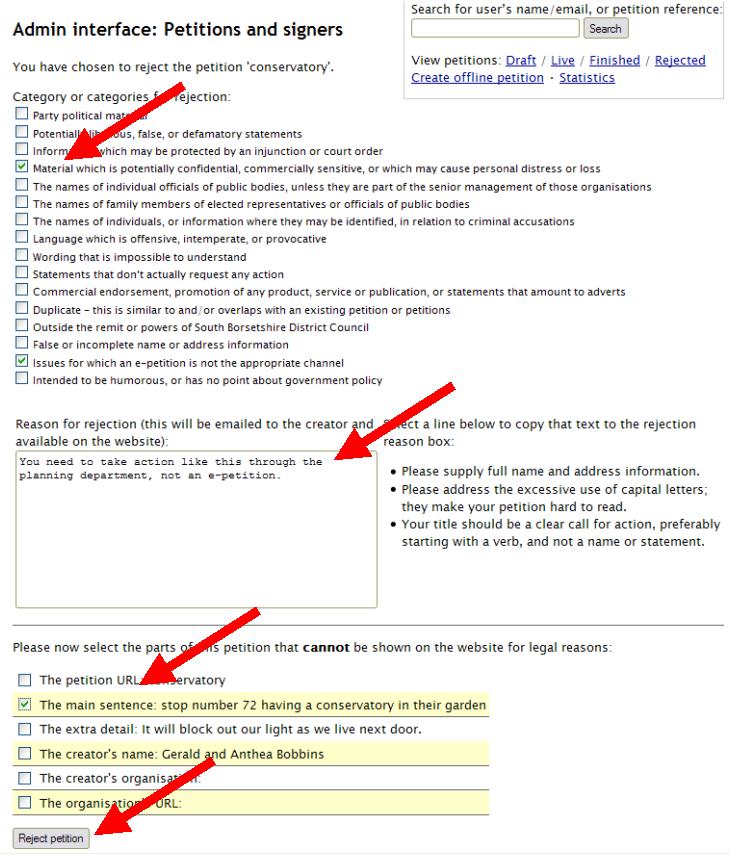 Admin interface: Petitions and signers
You have chosen to reject the petition 'conservatory'.
Search for user's name/email, or petition reference:
Search
View petitions: Draft / Live / Finished / Rejected
Create offline petition · Statistics
Category or categories for rejection:
Party political material
Potentially libellous, false, or defamatory statements
Information which may be protected by an injunction or court order
Material which is potentially confidential, commercially sensitive, or which may cause personal distress or loss
The names of individual officials of public bodies, unless they are part of the senior management of those organisations
The names of family members of elected representatives or officials of public bodies
The names of individuals, or information where they may be identified, in relation to criminal accusations
Language which is offensive, intemperate, or provocative
Wording that is impossible to understand
Statements that don't actually request any action
Commercial endorsement, promotion of any product, service or publication, or statements that amount to adverts
Duplicate – this is similar to and/or overlaps with an existing petition or petitions
Outside the remit or powers of South Borsetshire District Council
False or incomplete name or address information
Issues for which an e-petition is not the appropriate channel
Intended to be humorous, or has no point about government policy
Reason for rejection (this will be emailed to the creator and
available on the website):
You need to take action like this through the
planning department, not an e-petition.
Select a line below to copy that text to the rejection
reason box:
• Please supply full name and address information.
• Please address the excessive use of capital letters;
they make your petition hard to read.
• Your title should be a clear call for action, preferably
starting with a verb, and not a name or statement.
Please now select the parts of this petition that cannot be shown on the website for legal reasons:
The petition URL: conservatory
The main sentence: stop number 72 having a conservatory in their garden
The extra detail: It will block out our light as we live next door.
The creator's name: Gerald and Anthea Bobbins
The creator's organisation:
The organisation's URL:
Reject petition